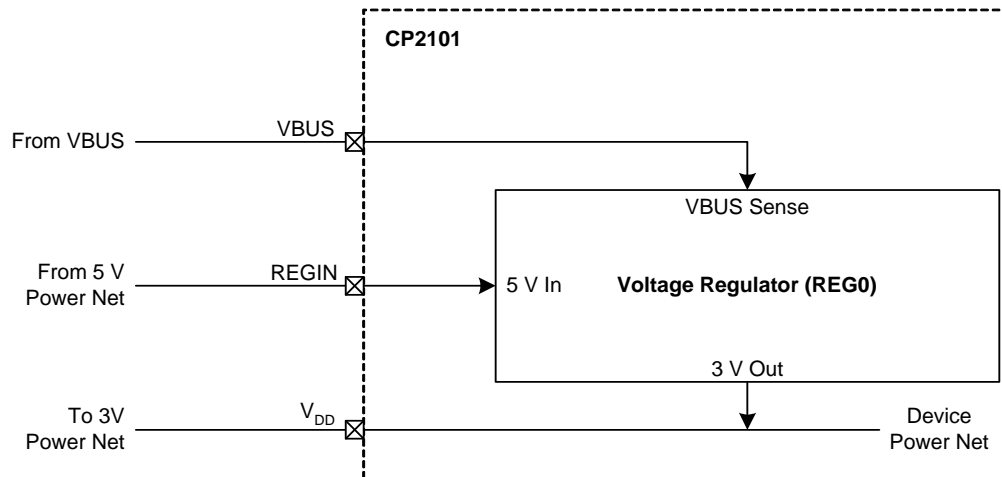 CP2101
From VBUS
VBUS
VBUS Sense
From 5 V
Power Net
REGIN
5 V In
Voltage Regulator (REG0)
3 V Out
To 3V
Power Net
VDD
Device
Power Net